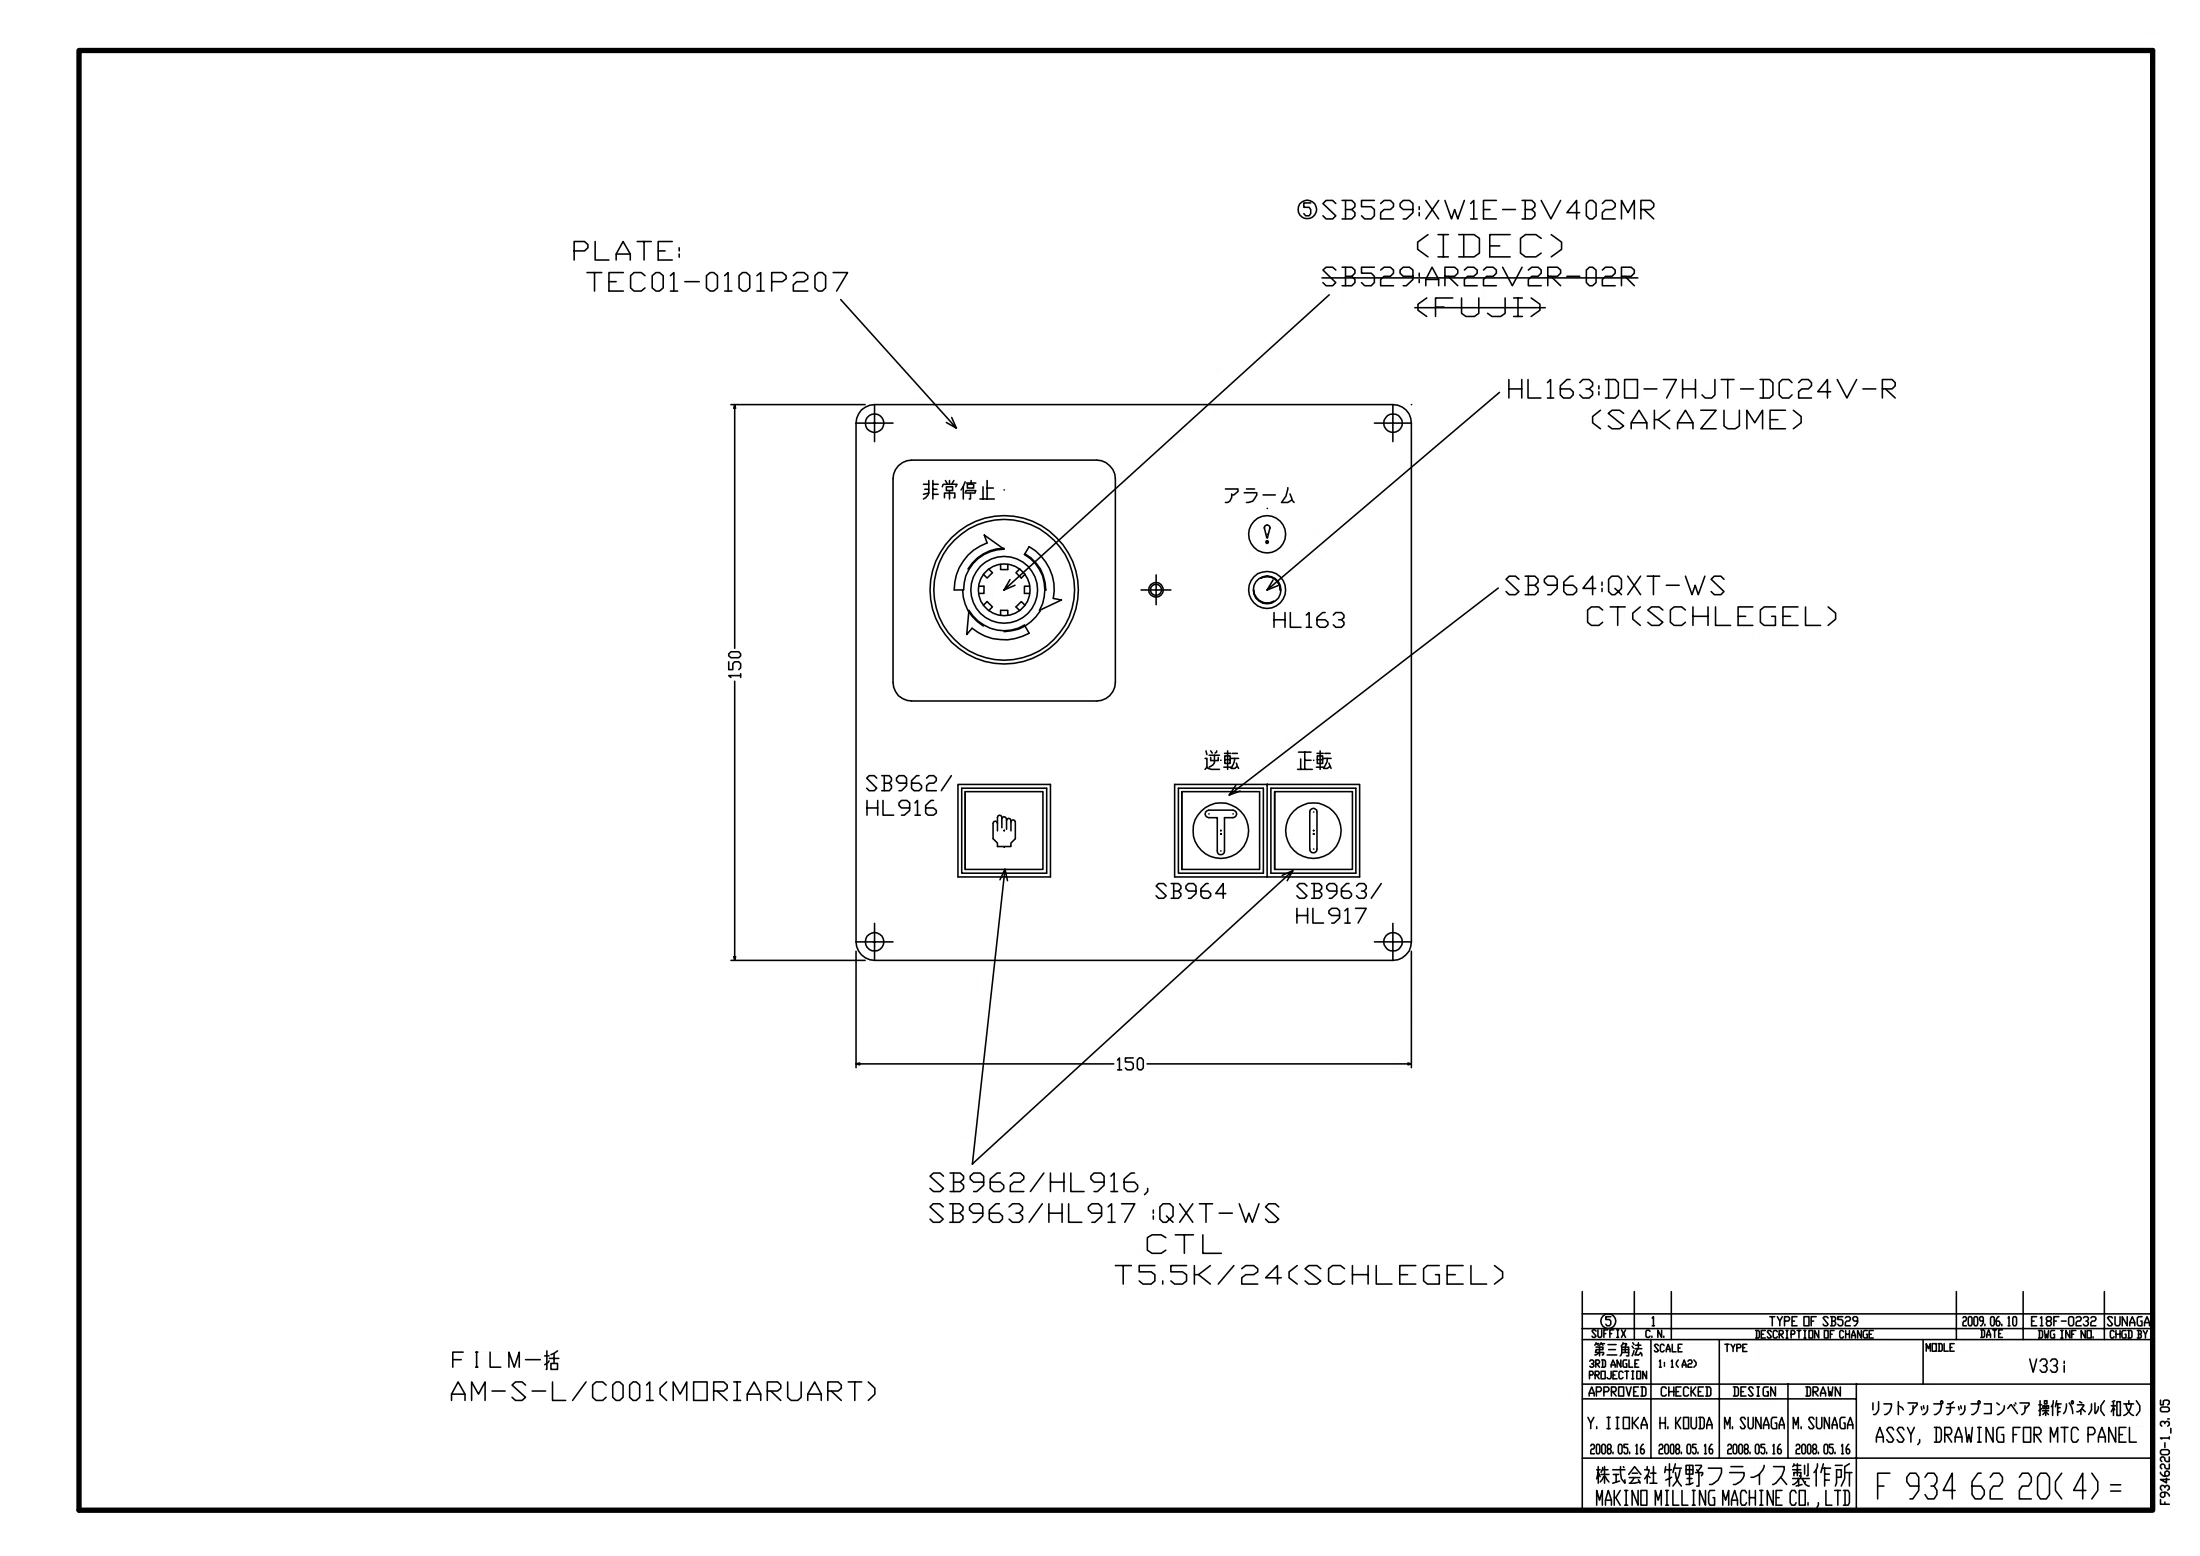 ⑤SB529:XW1E-BV402MR
(IDEC)
SB529:AR22V2R-02R
(FUJI)
PLATE:
TEC01-0101P207
HL163:DO-7HJT-DC24V-R
(SAKAZUME)
非常停止
アラーム
!
HL163
SB964:QXT-WS
CT(SCHLEGEL)
150
逆転
正転
SB962/
HL916
SB964
SB963/
HL917
150
SB962/HL916,
SB963/HL917 :QXT-WS
CTL
T5.5K/24(SCHLEGEL)
FILM一括
AM-S-L/C001(MORIARUART)
⑤ 1 TYPE OF SB529 2009.06.10 E18F-0232 SUNAGA
SUFFIX C.N. DESCRIPTION OF CHANGE DATE DWG INF NO. CHGD BY
第三角法
3RD ANGLE
PROJECTION
SCALE
1:1(A2)
TYPE
MODLE
V33i
APPROVED CHECKED DESIGN DRAWN
Y. IIOKA H. KOUDA M. SUNAGA M. SUNAGA
2008.05.16 2008.05.16 2008.05.16 2008.05.16
リフトアップチップコンベア 操作パネル(和文)
ASSY, DRAWING FOR MTC PANEL
株式会社 牧野フライス製作所
MAKINO MILLING MACHINE CO.,LTD
F 934 62 20(4)=
F9346220-1_3.05